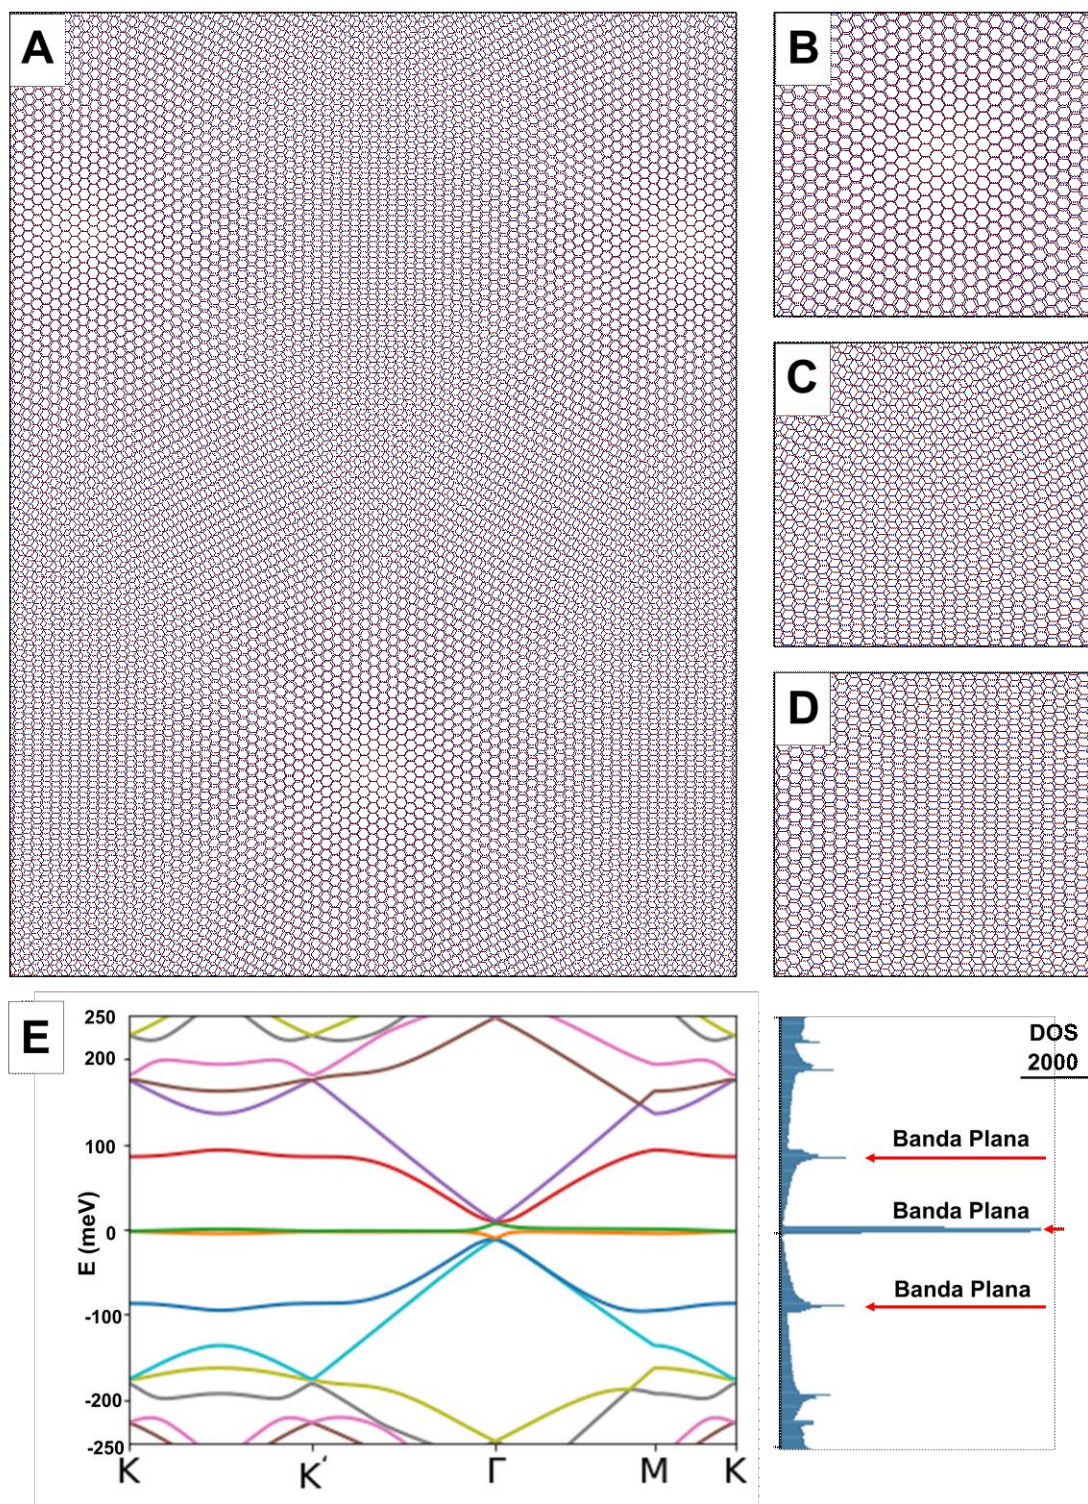 A
B
C
D
E
250
200
100
0
-100
-200
-250
E (meV)
K
K′
Γ
M
K
DOS
2000
Banda Plana
Banda Plana
Banda Plana